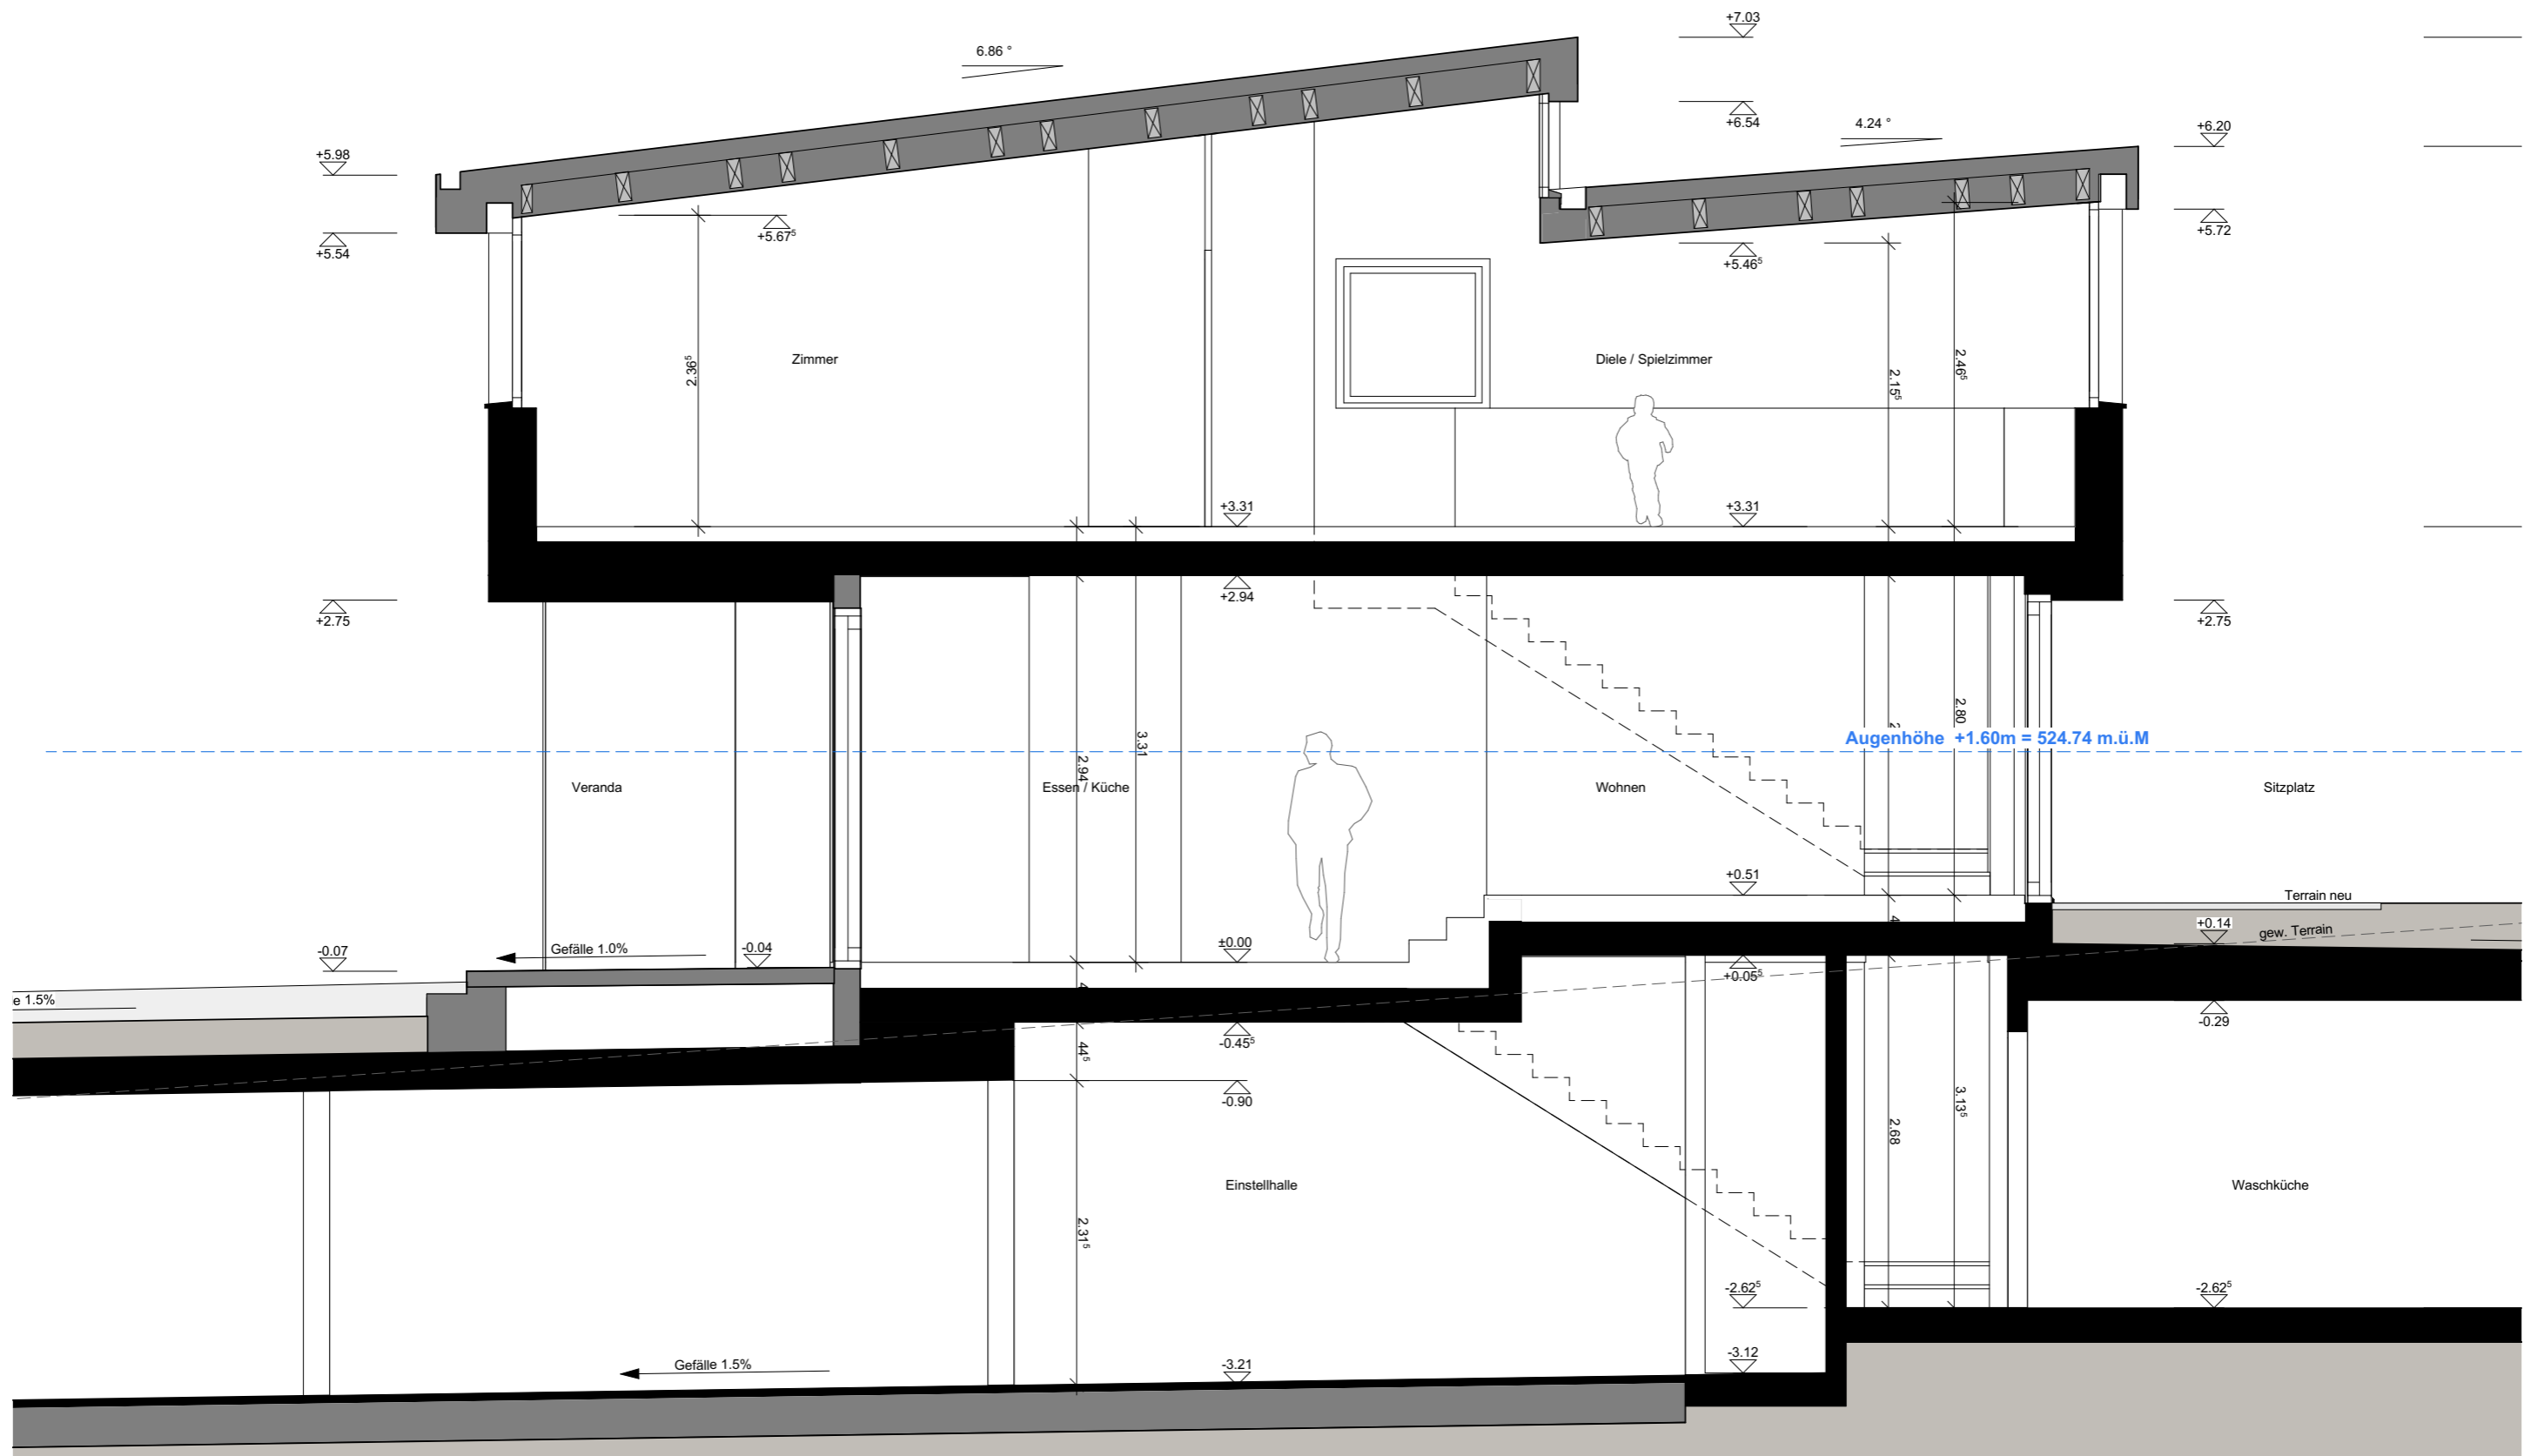 +7.03
6.86 °
+6.54
4.24 °
+6.20
+5.98
+5.67⁵
+5.72
+5.54
+5.46⁵
2.36⁵
Zimmer
Diele / Spielzimmer
2.15⁵
2.46⁵
+3.31
+3.31
+2.94
+2.75
+2.75
3.31
2.94
2.80
Augenhöhe +1.60m = 524.74 m.ü.M
Veranda
Essen / Küche
Wohnen
Sitzplatz
+0.51
Terrain neu
+0.14
gew. Terrain
-0.07
Gefälle 1.0%
-0.04
±0.00
+0.05⁵
e 1.5%
-0.29
-0.45⁵
44⁵
-0.90
3.13⁵
2.68
Einstellhalle
Waschküche
2.31⁵
-2.62⁵
-2.62⁵
Gefälle 1.5%
-3.21
-3.12